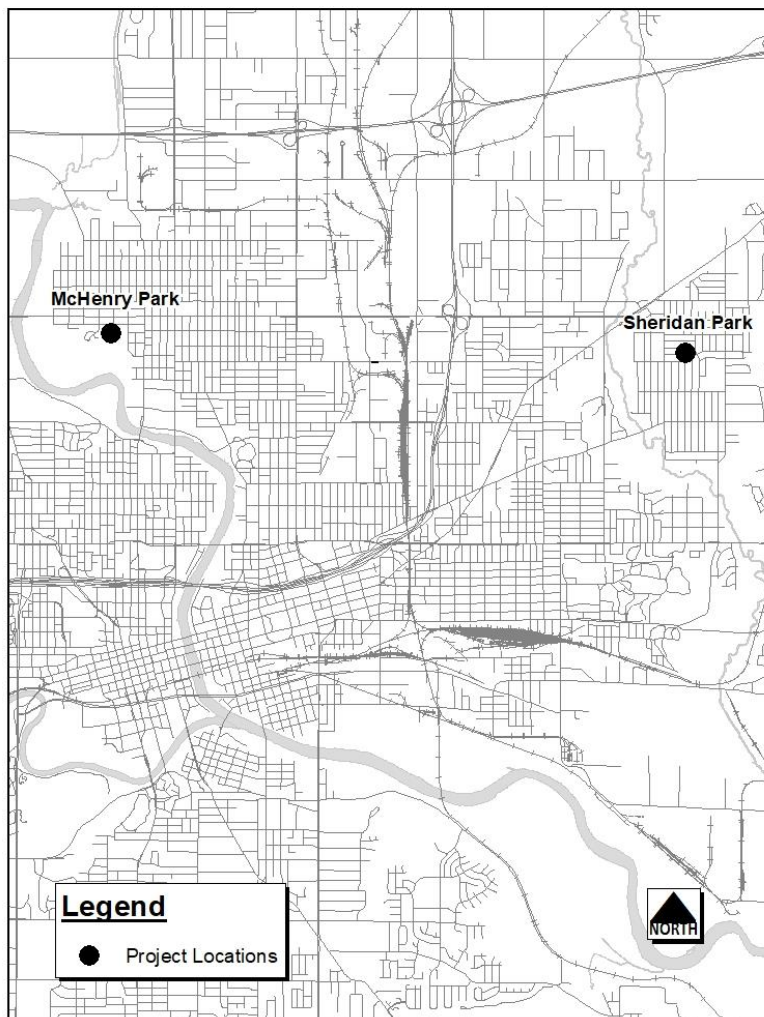 McHenry Park
Sheridan Park
Legend
Project Locations
NORTH